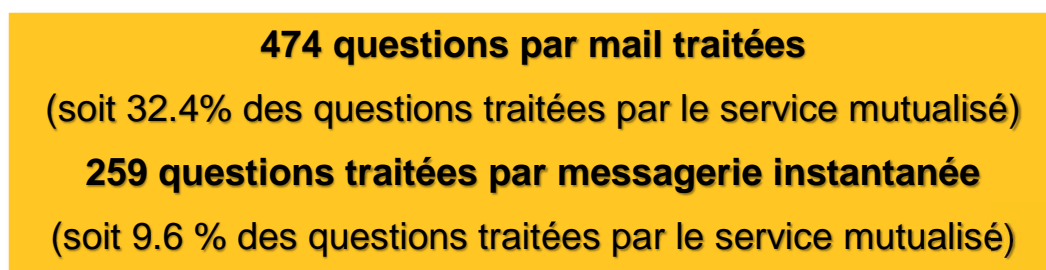 474 questions par mail traitées
(soit 32.4% des questions traitées par le service mutualisé)
259 questions traitées par messagerie instantanée
(soit 9.6 % des questions traitées par le service mutualisé)